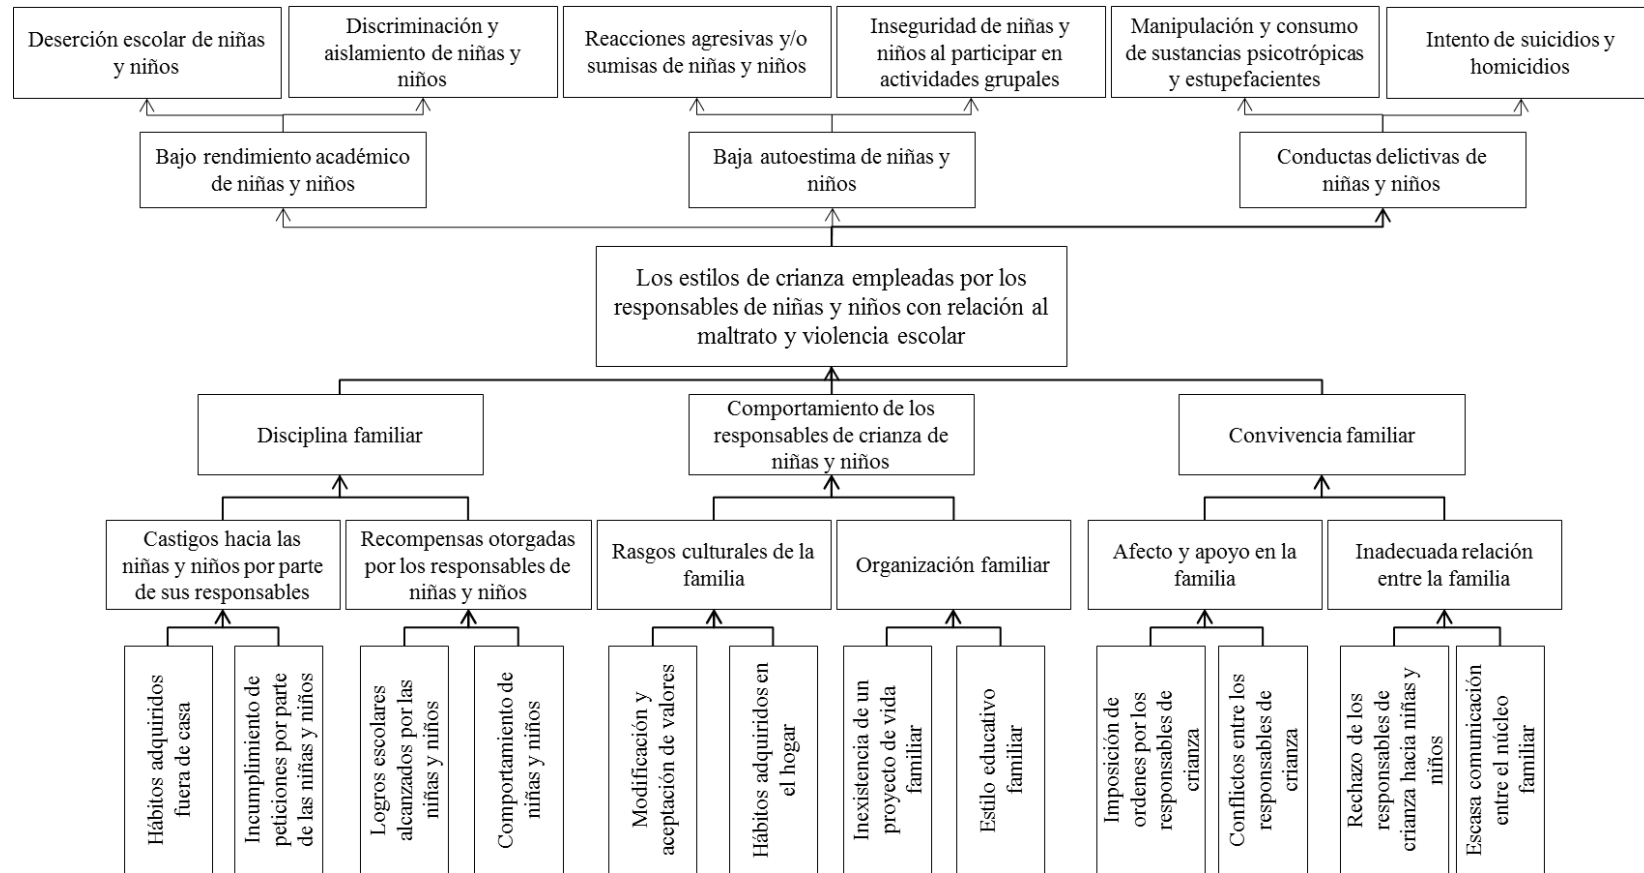 Deserción escolar de niñas
y niños
Discriminación y
aislamiento de niñas y
niños
Reacciones agresivas y/o
sumisas de niñas y niños
Inseguridad de niñas y
niños al participar en
actividades grupales
Manipulación y consumo
de sustancias psicotrópicas
y estupefacientes
Intento de suicidios y
homicidios
Bajo rendimiento académico
de niñas y niños
Baja autoestima de niñas y
niños
Conductas delictivas de
niñas y niños
Los estilos de crianza empleadas por los
responsables de niñas y niños con relación al
maltrato y violencia escolar
Disciplina familiar
Comportamiento de los
responsables de crianza de
niñas y niños
Convivencia familiar
Castigos hacia las
niñas y niños por parte
de sus responsables
Recompensas otorgadas
por los responsables de
niñas y niños
Rasgos culturales de la
familia
Organización familiar
Afecto y apoyo en la
familia
Inadecuada relación
entre la familia
Hábitos adquiridos
fuera de casa
Incumplimiento de
peticiones por parte
de las niñas y niños
Logros escolares
alcanzados por las
niñas y niños
Comportamiento de
niñas y niños
Modificación y
aceptación de valores
Hábitos adquiridos en
el hogar
Inexistencia de un
proyecto de vida
familiar
Estilo educativo
familiar
Imposición de
ordenes por los
responsables de
crianza
Conflictos entre los
responsables de
crianza
Rechazo de los
responsables de
crianza hacia niñas y
niños
Escasa comunicación
entre el núcleo
familiar